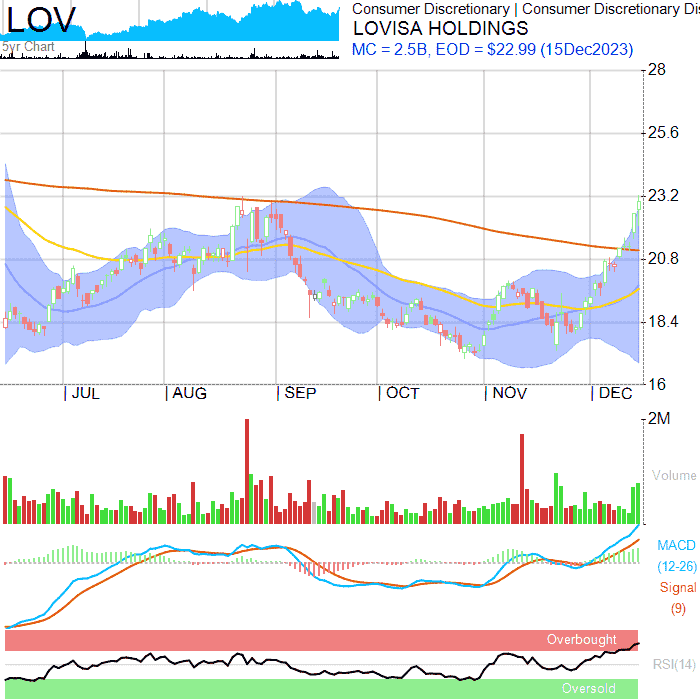 LOV
5yr Chart
Consumer Discretionary | Consumer Discretionary Di
LOVISA HOLDINGS
MC = 2.5B, EOD = $22.99 (15Dec2023)
28
25.6
23.2
20.8
18.4
16
| JUL | AUG | SEP | OCT | NOV | DEC
2M
Volume
MACD
(12-26)
Signal
(9)
Overbought
RSI(14)
Oversold